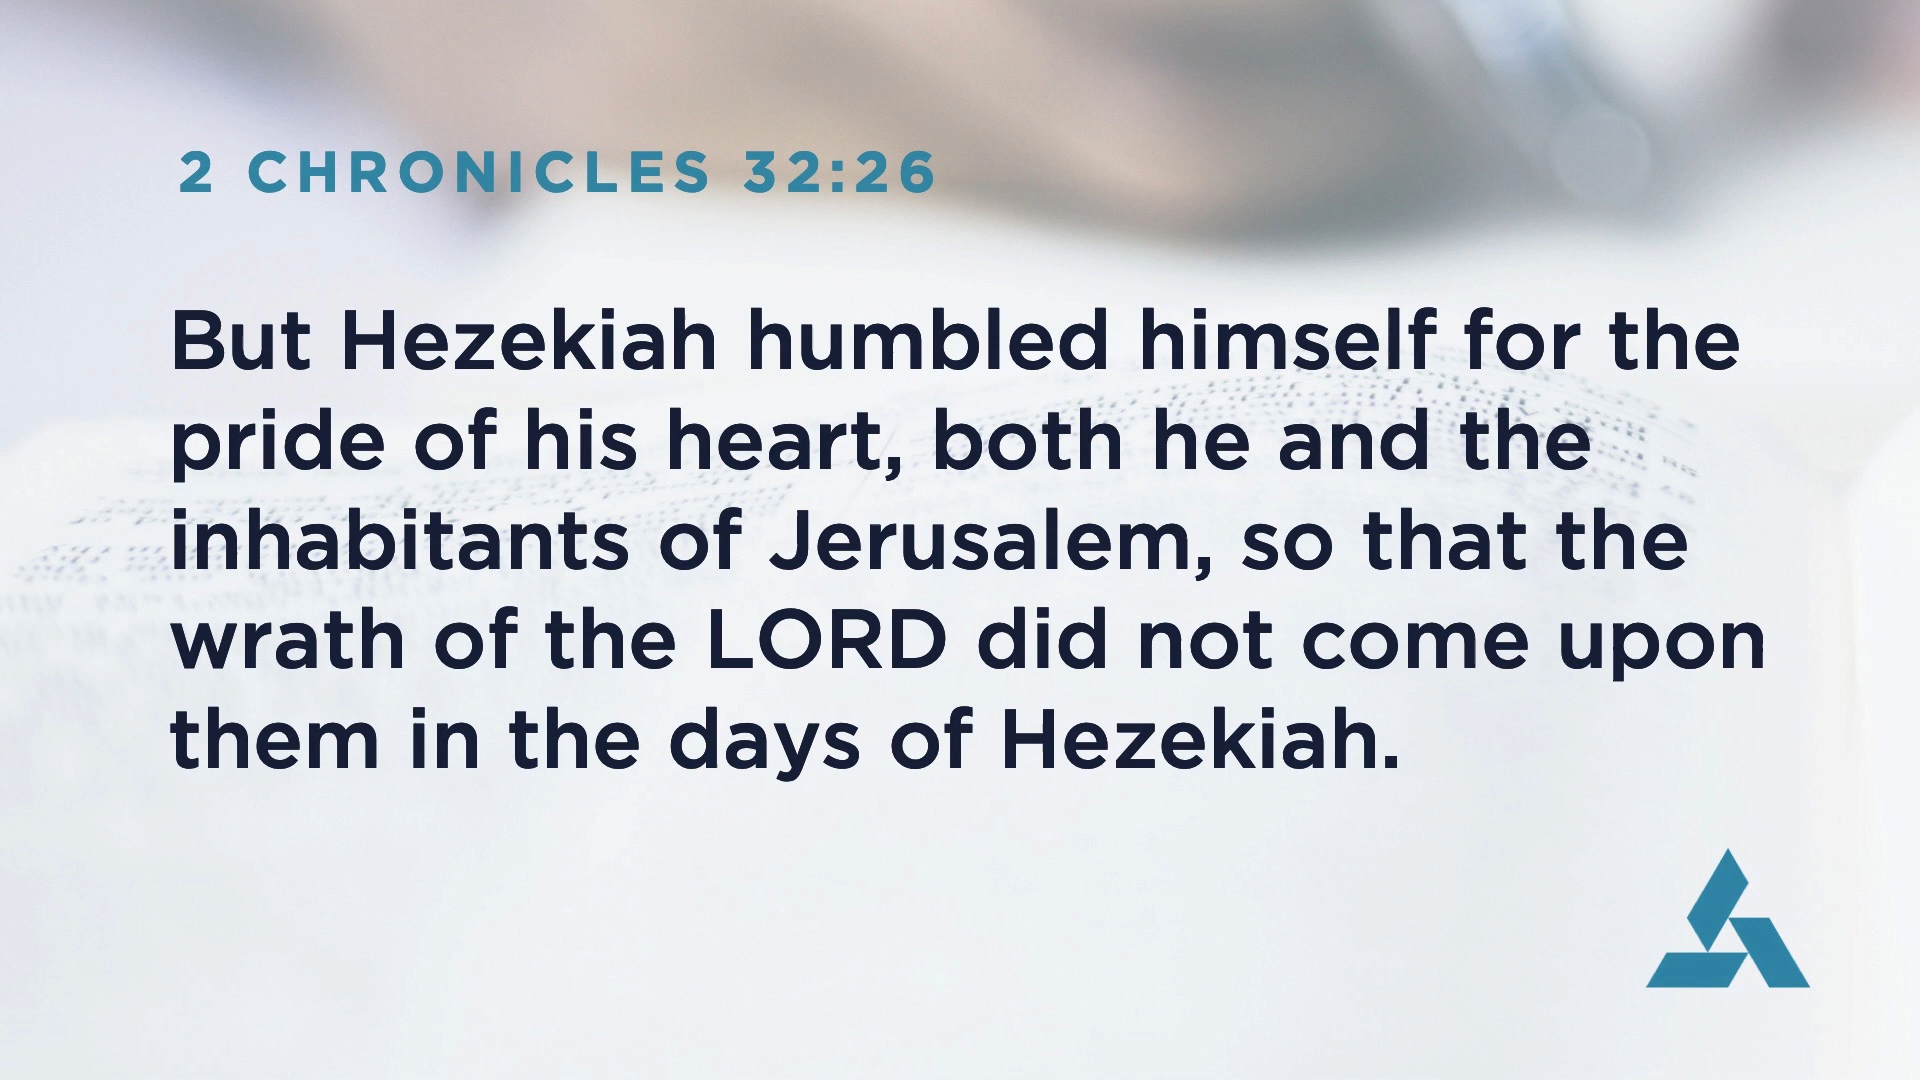 2 CHRONICLES 32:26
But Hezekiah humbled himself for the
pride of his heart, both he and the
inhabitants of Jerusalem, so that the
wrath of the LORD did not come upon
them in the days of Hezekiah.